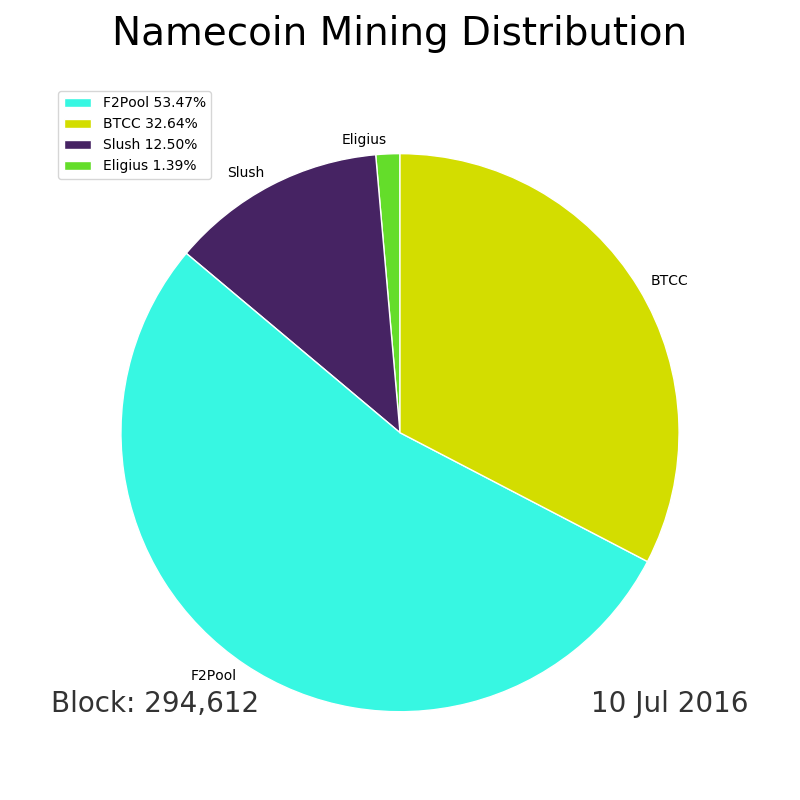 Namecoin Mining Distribution
F2Pool 53.47%
BTCC 32.64%
Slush 12.50%
Eligius 1.39%
Eligius
Slush
BTCC
F2Pool
Block: 294,612
10 Jul 2016